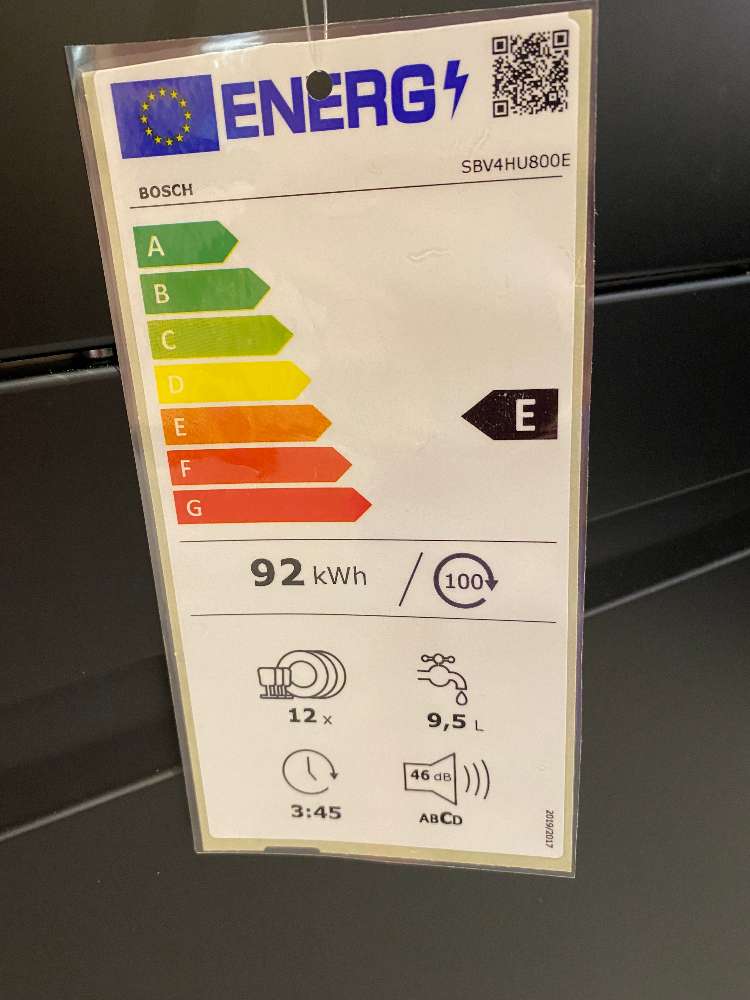 ENERG
SBV4HU800E
BOSCH
A
B
C
D
E
E
F
G
92 kWh / 100
12 x
9,5 L
3:45
46 dB
ABCD
2019/2017